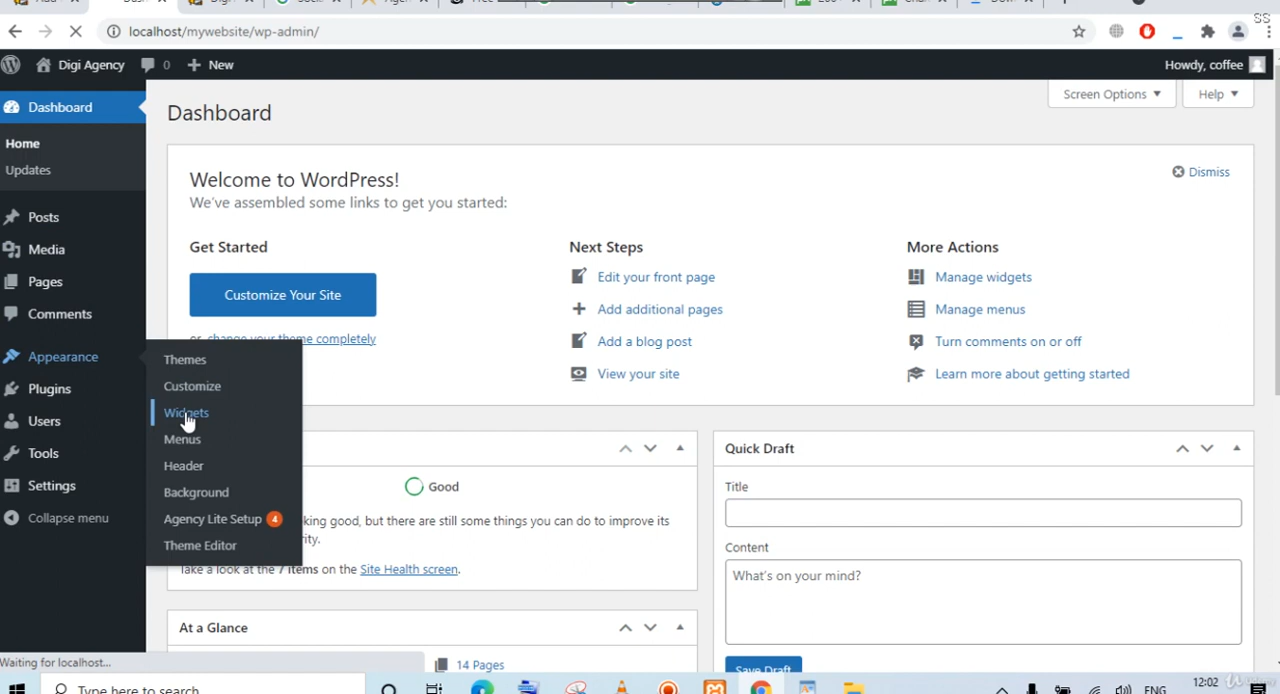 SS
localhost/mywebsite/wp-admin/
Digi Agency
0
New
Howdy, coffee
Dashboard
Home
Updates
Posts
Media
Pages
Comments
Appearance
Plugins
Users
Tools
Settings
Collapse menu
Themes
Customize
Widgets
Menus
Header
Background
Agency Lite Setup 4
Theme Editor
Dashboard
Screen Options
Help
Welcome to WordPress!
Dismiss
We've assembled some links to get you started:
Get Started
Customize Your Site
or, change your theme completely
Next Steps
Edit your front page
Add additional pages
Add a blog post
View your site
More Actions
Manage widgets
Manage menus
Turn comments on or off
Learn more about getting started
Good
king good, but there are still some things you can do to improve its
rity.
Take a look at the 7 items on the Site Health screen.
At a Glance
14 Pages
Quick Draft
Title
Content
What's on your mind?
Save Draft
Waiting for localhost...
Type here to search
ENG
12:02